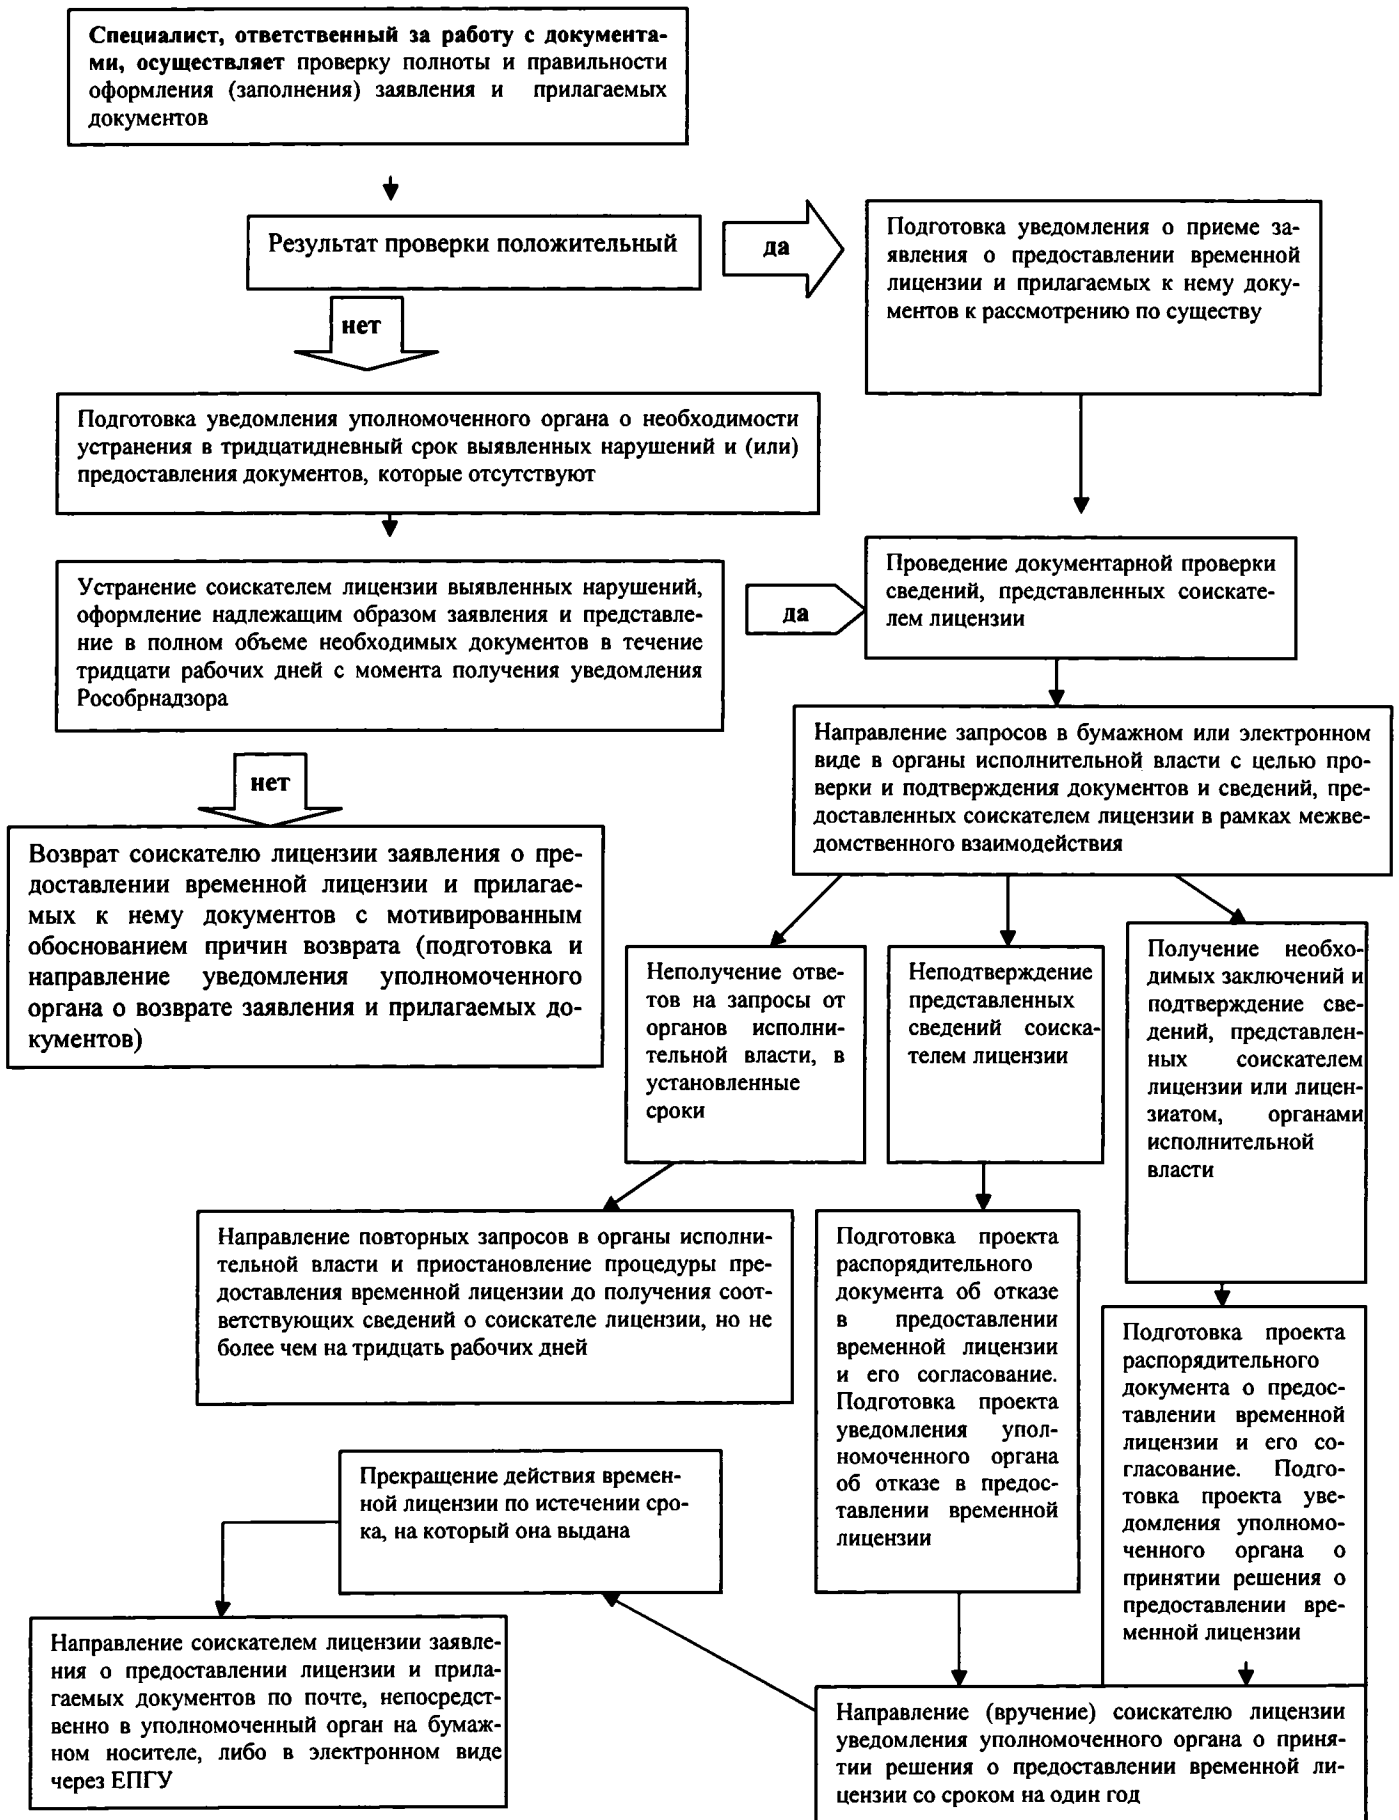 Специалист, ответственный за работу с документа-
ми, осуществляет проверку полноты и правильности
оформления (заполнения) заявления и прилагаемых
документов
Результат проверки положительный
да
Подготовка уведомления о приеме за-
явления о предоставлении временной
лицензии и прилагаемых к нему доку-
ментов к рассмотрению по существу
нет
Подготовка уведомления уполномоченного органа о необходимости
устранения в тридцатидневный срок выявленных нарушений и (или)
предоставления документов, которые отсутствуют
Устранение соискателем лицензии выявленных нарушений,
оформление надлежащим образом заявления и представле-
ние в полном объеме необходимых документов в течение
тридцати рабочих дней с момента получения уведомления
Рособрнадзора
да
Проведение документарной проверки
сведений, представленных соискате-
лем лицензии
нет
Направление запросов в бумажном или электронном
виде в органы исполнительной власти с целью про-
верки и подтверждения документов и сведений, пре-
доставленных соискателем лицензии в рамках межве-
домственного взаимодействия
Возврат соискателю лицензии заявления о пре-
доставлении временной лицензии и прилагае-
мых к нему документов с мотивированным
обоснованием причин возврата (подготовка и
направление уведомления уполномоченного
органа о возврате заявления и прилагаемых до-
кументов)
Неполучение отве-
тов на запросы от
органов исполни-
тельной власти, в
установленные
сроки
Неподтверждение
представленных
сведений соиска-
телем лицензии
Получение необхо-
димых заключений и
подтверждение све-
дений, представлен-
ных соискателем
лицензии или лицен-
зиатом, органами
исполнительной
власти
Направление повторных запросов в органы исполни-
тельной власти и приостановление процедуры пре-
доставления временной лицензии до получения соот-
ветствующих сведений о соискателе лицензии, но не
более чем на тридцать рабочих дней
Подготовка проекта
распорядительного
документа об отказе
в предоставлении
временной лицензии
и его согласование.
Подготовка проекта
уведомления упол-
номоченного органа
об отказе в предос-
тавлении временной
лицензии
Подготовка проекта
распорядительного
документа о предос-
тавлении временной
лицензии и его со-
гласование. Подго-
товка проекта уве-
домления уполномо-
ченного органа о
принятии решения о
предоставлении вре-
менной лицензии
Прекращение действия времен-
ной лицензии по истечении сро-
ка, на который она выдана
Направление соискателем лицензии заявле-
ния о предоставлении лицензии и прила-
гаемых документов по почте, непосредст-
венно в уполномоченный орган на бумаж-
ном носителе, либо в электронном виде
через ЕПГУ
Направление (вручение) соискателю лицензии
уведомления уполномоченного органа о приня-
тии решения о предоставлении временной ли-
цензии со сроком на один год